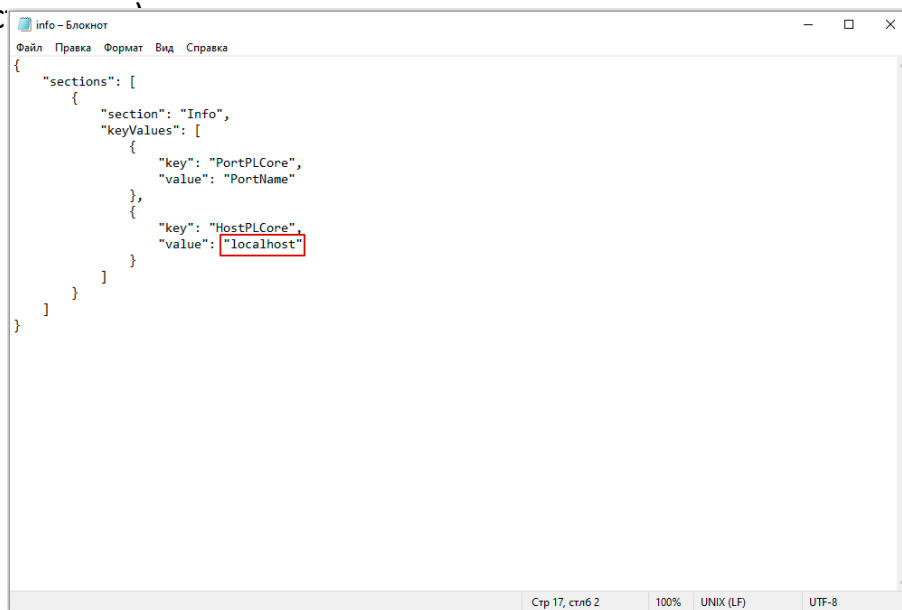 info – Блокнот
Файл Правка Формат Вид Справка
{
    "sections": [
        {
            "section": "Info",
            "keyValues": [
                {
                    "key": "PortPLCore",
                    "value": "PortName"
                },
                {
                    "key": "HostPLCore",
                    "value": "localhost"
                }
            ]
        }
    ]
}
Стр 17, стлб 2 100% UNIX (LF) UTF-8